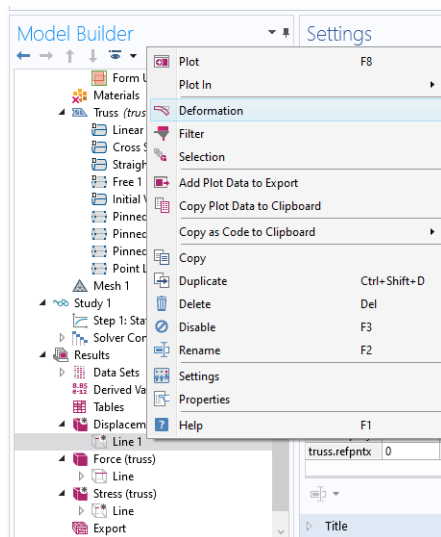 Model Builder
Settings
Form U
Materials
Truss (trus
Linear
Cross S
Straigh
Free 1
Initial V
Pinned
Pinned
Pinned
Point L
Mesh 1
Study 1
Step 1: Sta
Solver Con
Results
Data Sets
8.85
e-12
Derived Va
Tables
Displacem
Line 1
Force (truss)
Line
Stress (truss)
Line
Export
Plot F8
Plot In
Deformation
Filter
Selection
Add Plot Data to Export
Copy Plot Data to Clipboard
Copy as Code to Clipboard
Copy
Duplicate Ctrl+Shift+D
Delete Del
Disable F3
Rename F2
Settings
Properties
Help F1
truss.refpntx 0
Title